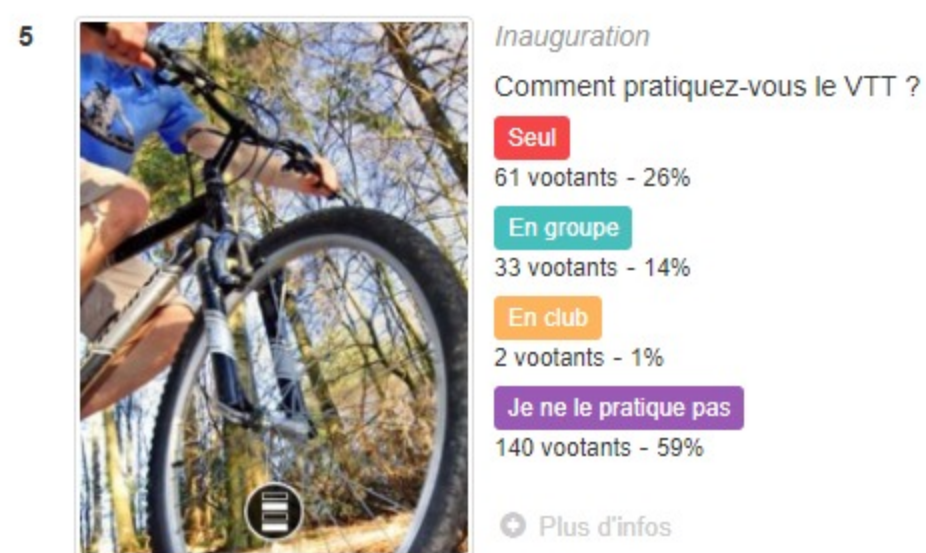 5
Inauguration
Comment pratiquez-vous le VTT ?
Seul
61 vootants - 26%
En groupe
33 vootants - 14%
En club
2 vootants - 1%
Je ne le pratique pas
140 vootants - 59%
Plus d'infos